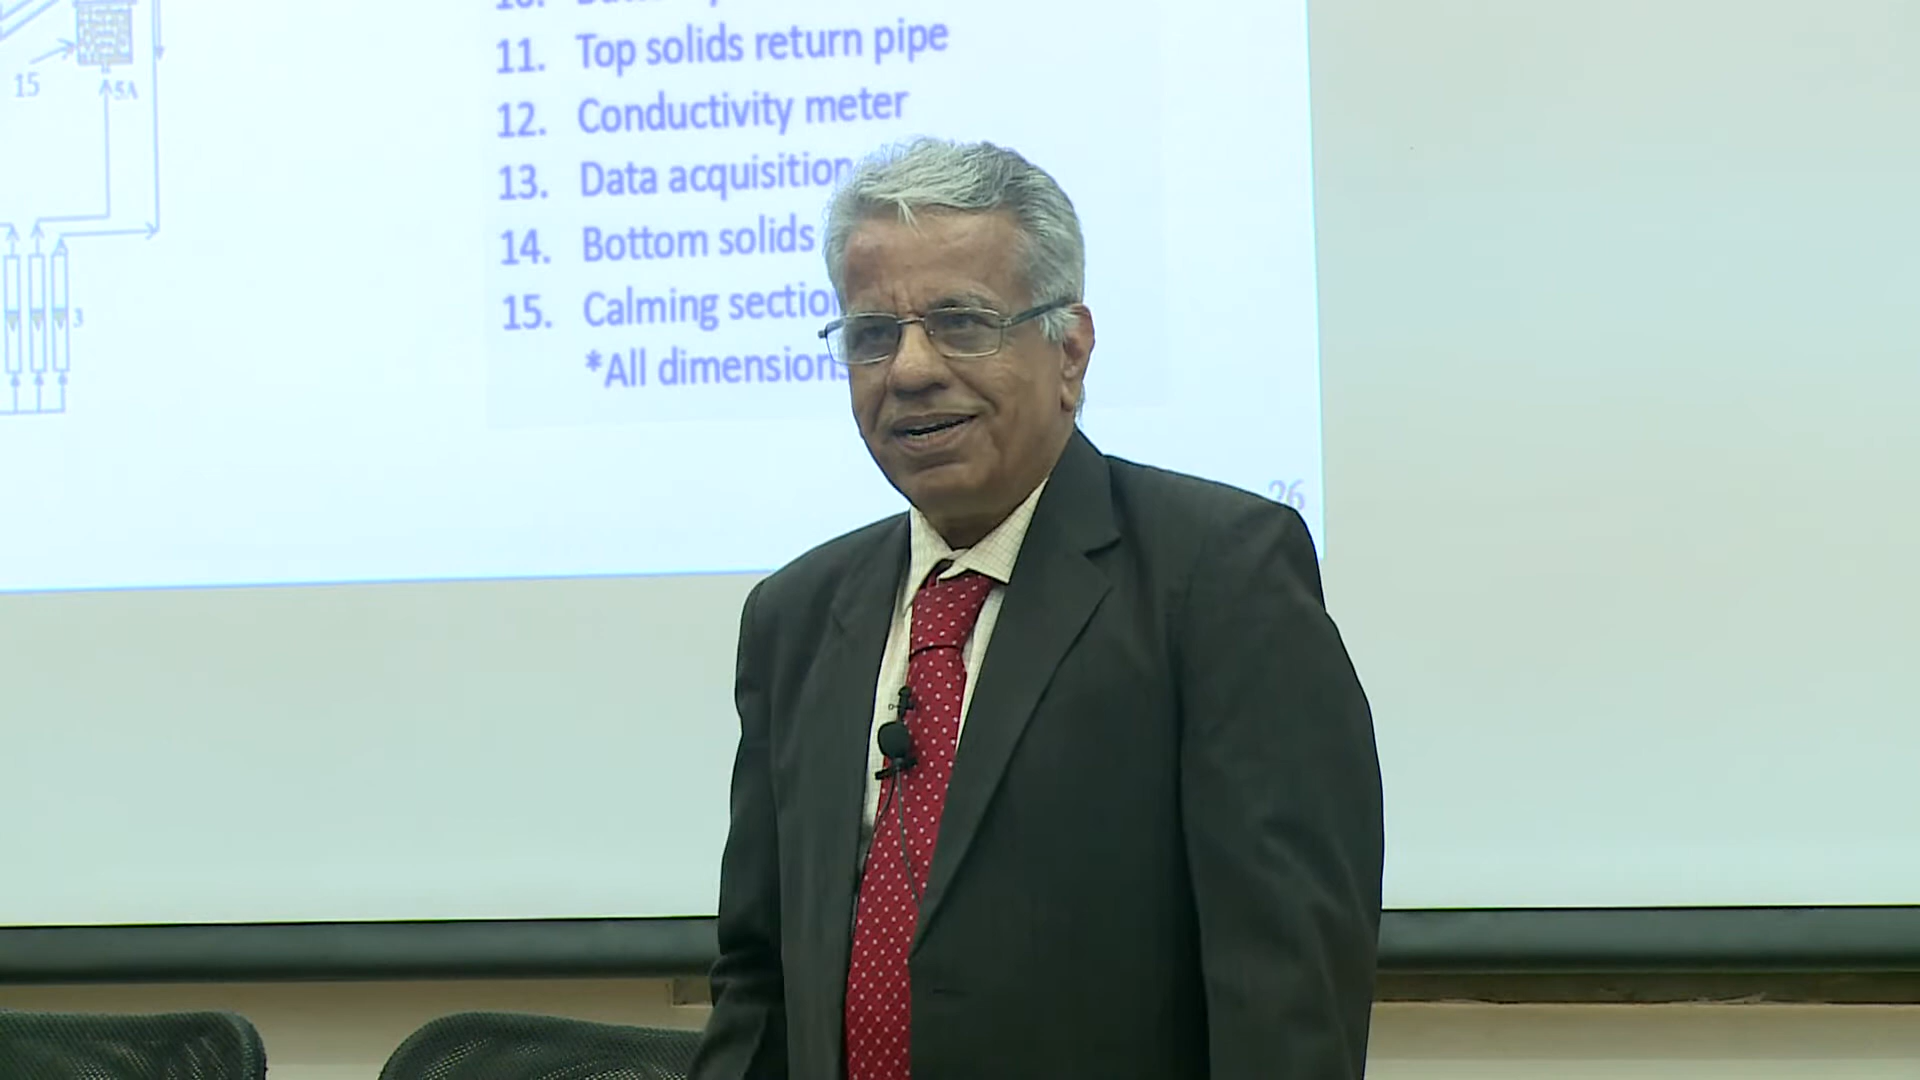 11. Top solids return pipe
12. Conductivity meter
13. Data acquisition
14. Bottom solids
15. Calming section
*All dimensions
15
5A
3
26